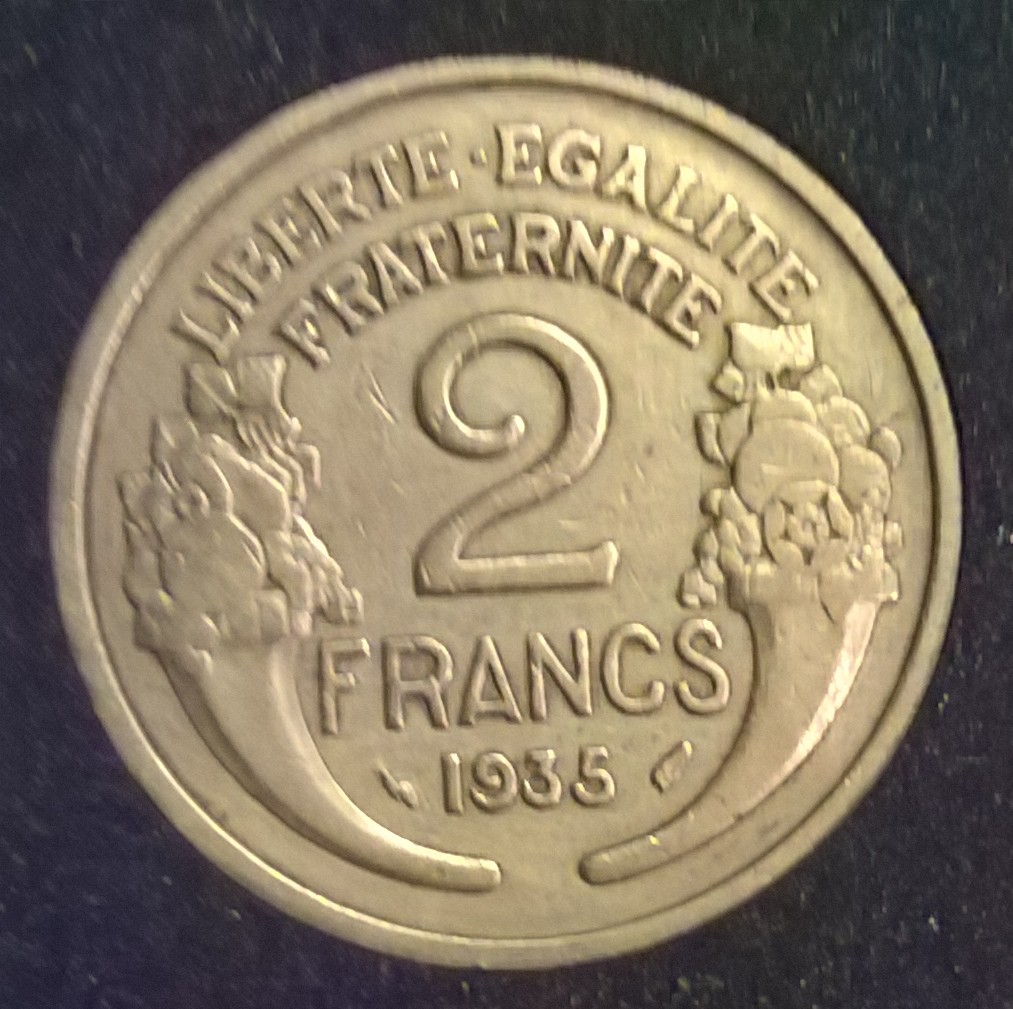 LIBERTE · EGALITE
FRATERNITE
2
FRANCS
1935